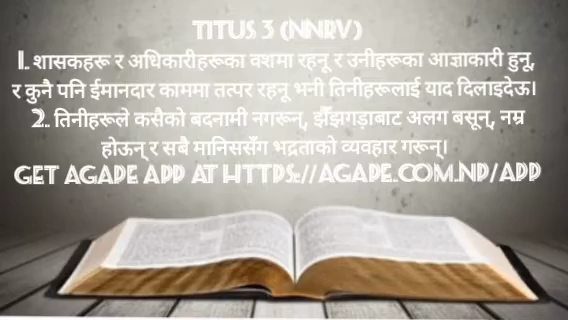 TITUS 3 (NNRV)
1. शासकहरू र अधिकारीहरूका वशमा रहनू र उनीहरूका आज्ञाकारी हुनू,
र कुनै पनि ईमानदार काममा तत्पर रहनू भनी तिनीहरूलाई याद दिलाइदेऊ।
2. तिनीहरूले कसैको बदनामी नगरून्, झैँझगड़ाबाट अलग बसून्, नम्र
होऊन् र सबै मानिससँग भद्रताको व्यवहार गरून्।
GET AGAPE APP AT HTTPS://AGAPE.COM.NP/APP